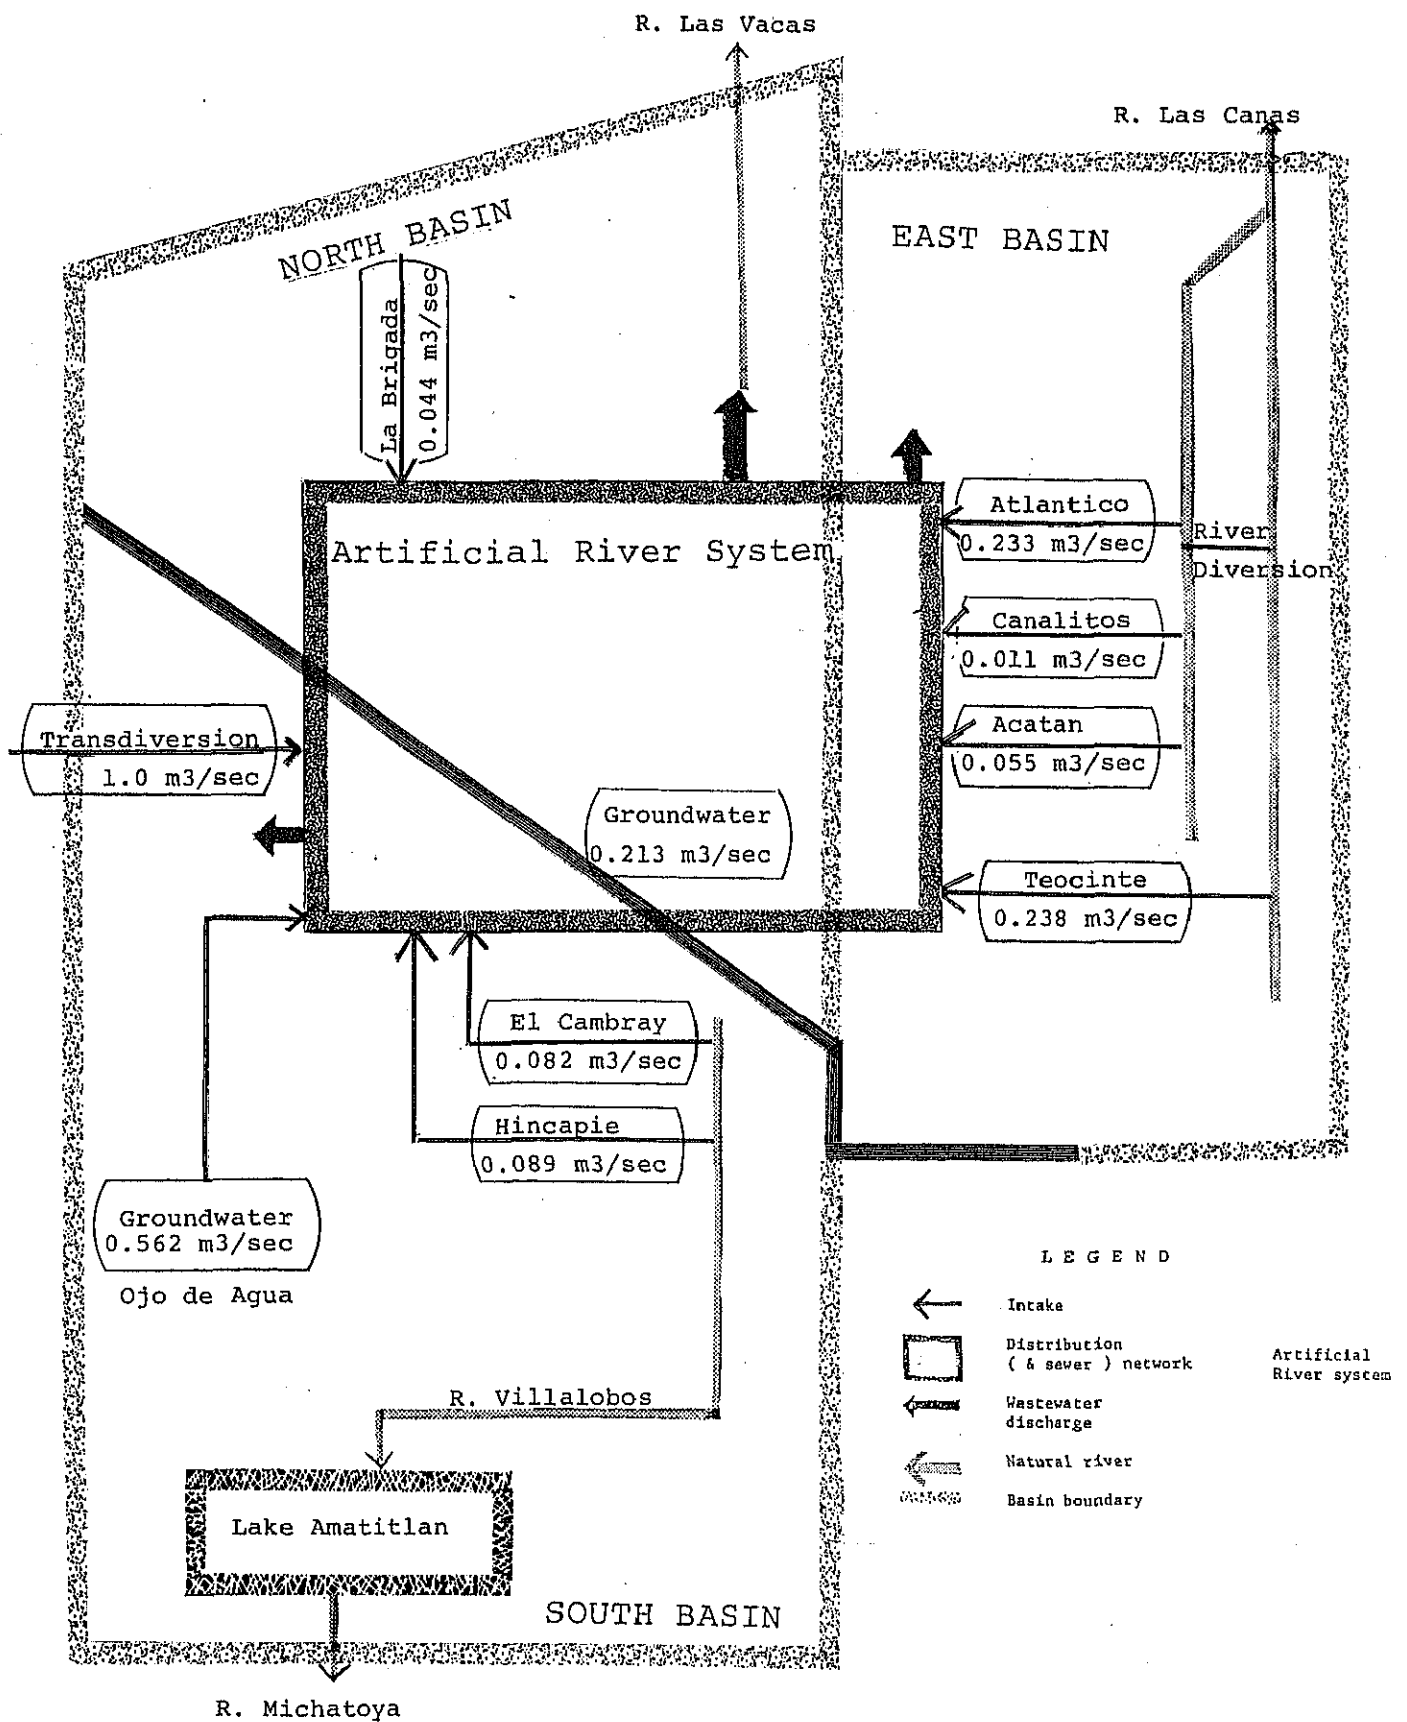 R. Las Vacas
R. Las Canas
NORTH BASIN
EAST BASIN
La Brigada
0.044 m3/sec
Atlantico
0.233 m3/sec
River
Diversion
Artificial River System
Canalitos
0.011 m3/sec
Transdiversion
1.0 m3/sec
Acatan
0.055 m3/sec
Groundwater
0.213 m3/sec
Teocinte
0.238 m3/sec
El Cambray
0.082 m3/sec
Hincapie
0.089 m3/sec
Groundwater
0.562 m3/sec
Ojo de Agua
R. Villalobos
Lake Amatitlan
SOUTH BASIN
R. Michatoya
LEGEND
Intake
Distribution
( & sewer ) network
Artificial
River system
Wastewater
discharge
Natural river
Basin boundary